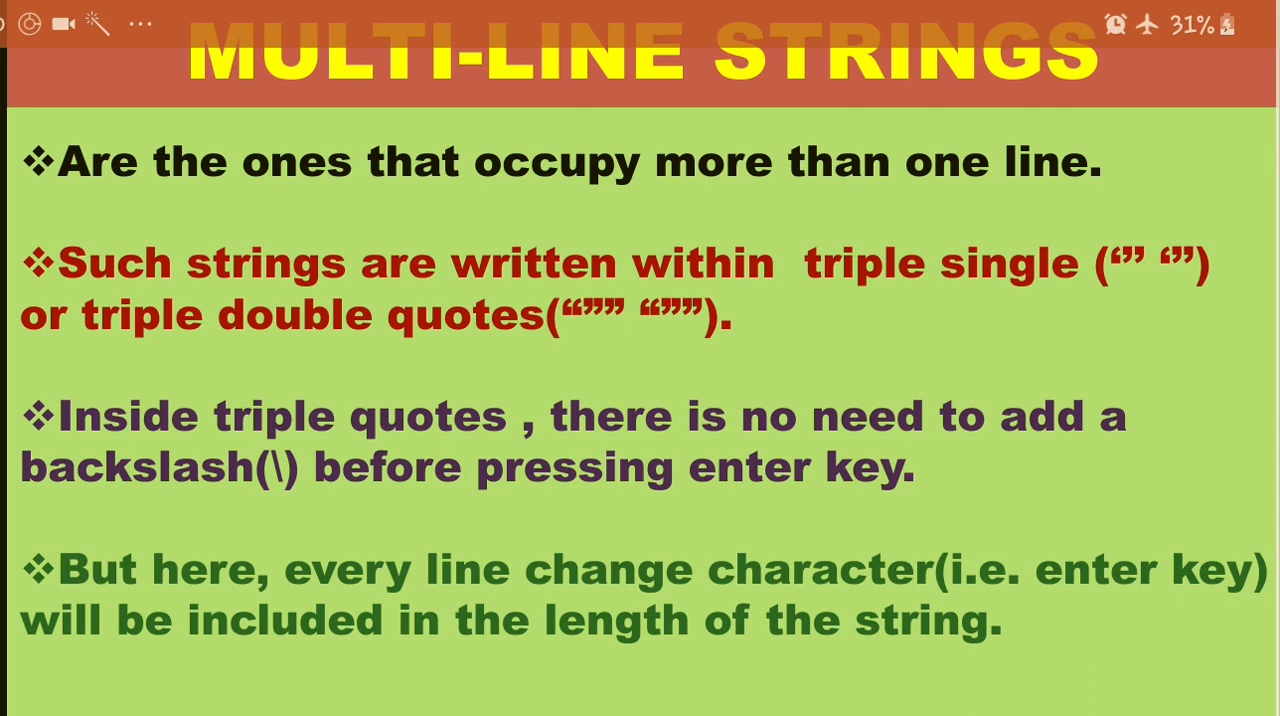 31%
MULTI-LINE STRINGS
❖Are the ones that occupy more than one line.
❖Such strings are written within triple single (‘’’ ‘’’)
or triple double quotes(“”” “””).
❖Inside triple quotes , there is no need to add a
backslash(\) before pressing enter key.
❖But here, every line change character(i.e. enter key)
will be included in the length of the string.